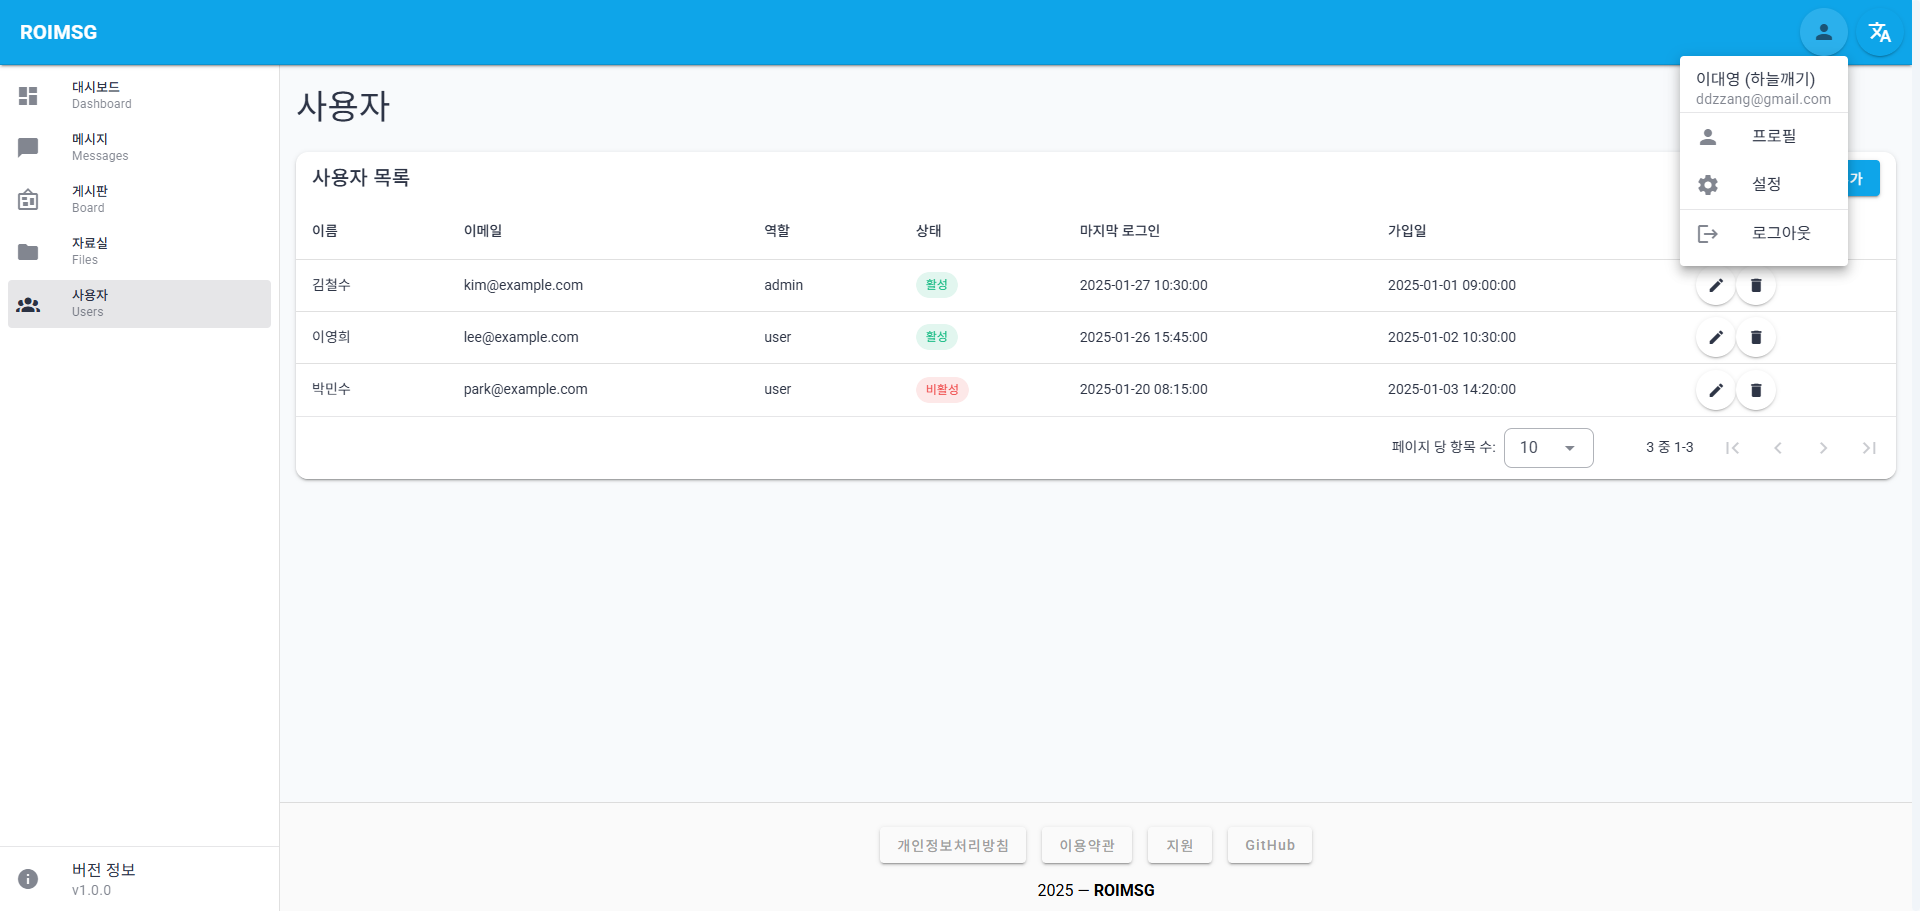 ROIMSG
이대영 (하늘깨기)
ddzzang@gmail.com
프로필
설정
로그아웃
대시보드
Dashboard
메시지
Messages
게시판
Board
자료실
Files
사용자
Users
버전 정보
v1.0.0
사용자
사용자 목록
가
이름 이메일 역할 상태 마지막 로그인 가입일
김철수 kim@example.com admin 활성 2025-01-27 10:30:00 2025-01-01 09:00:00
이영희 lee@example.com user 활성 2025-01-26 15:45:00 2025-01-02 10:30:00
박민수 park@example.com user 비활성 2025-01-20 08:15:00 2025-01-03 14:20:00
페이지 당 항목 수: 10 3 중 1-3
개인정보처리방침 이용약관 지원 GitHub
2025 — ROIMSG